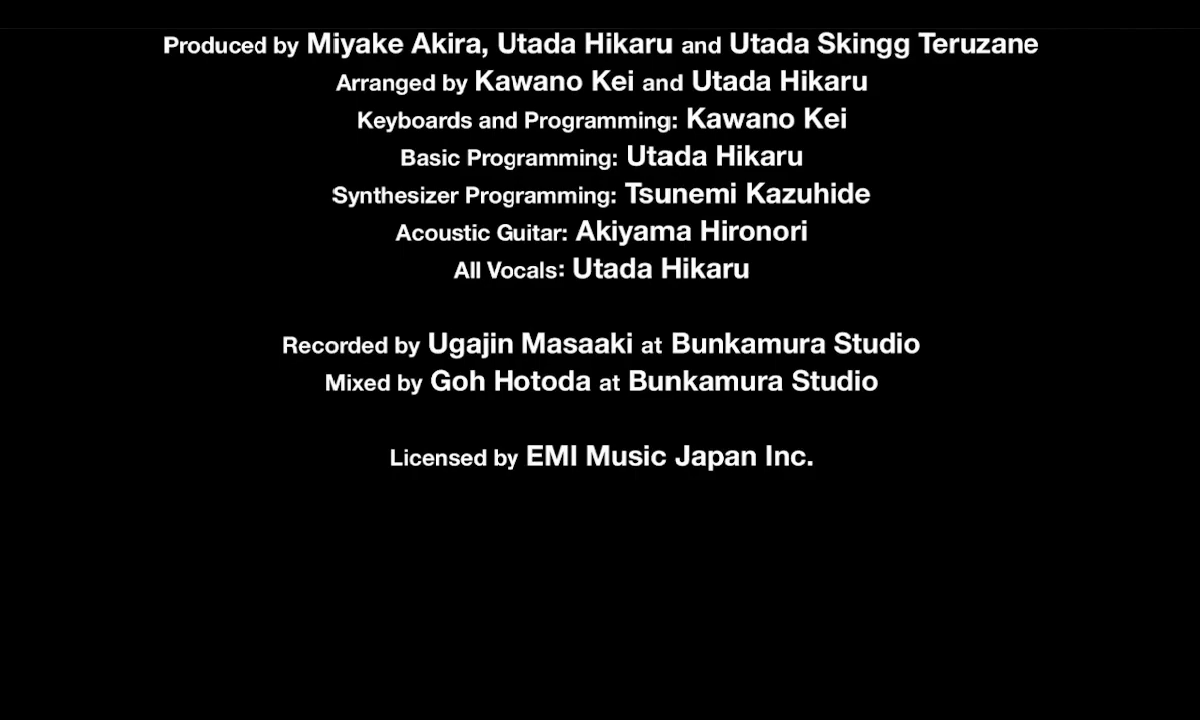 Produced by Miyake Akira, Utada Hikaru and Utada Skingg Teruzane
Arranged by Kawano Kei and Utada Hikaru
Keyboards and Programming: Kawano Kei
Basic Programming: Utada Hikaru
Synthesizer Programming: Tsunemi Kazuhide
Acoustic Guitar: Akiyama Hironori
All Vocals: Utada Hikaru
Recorded by Ugajin Masaaki at Bunkamura Studio
Mixed by Goh Hotoda at Bunkamura Studio
Licensed by EMI Music Japan Inc.